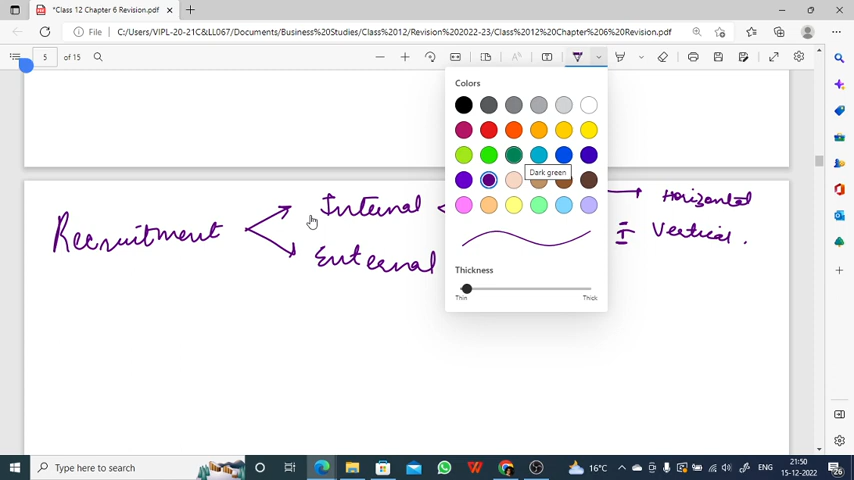 *Class 12 Chapter 6 Revision.pdf
File
C:/Users/VIPL-20-21C&LL067/Documents/Business%20Studies/Class%2012/Revision%202022-23/Class%2012%20Chapter%206%20Revision.pdf
5 of 15
Colors
Dark green
Thickness
Thin Thick
Recruitment
Internal
External
Horizontal
Vertical.
Type here to search
16°C
ENG
21:50
15-12-2022
26